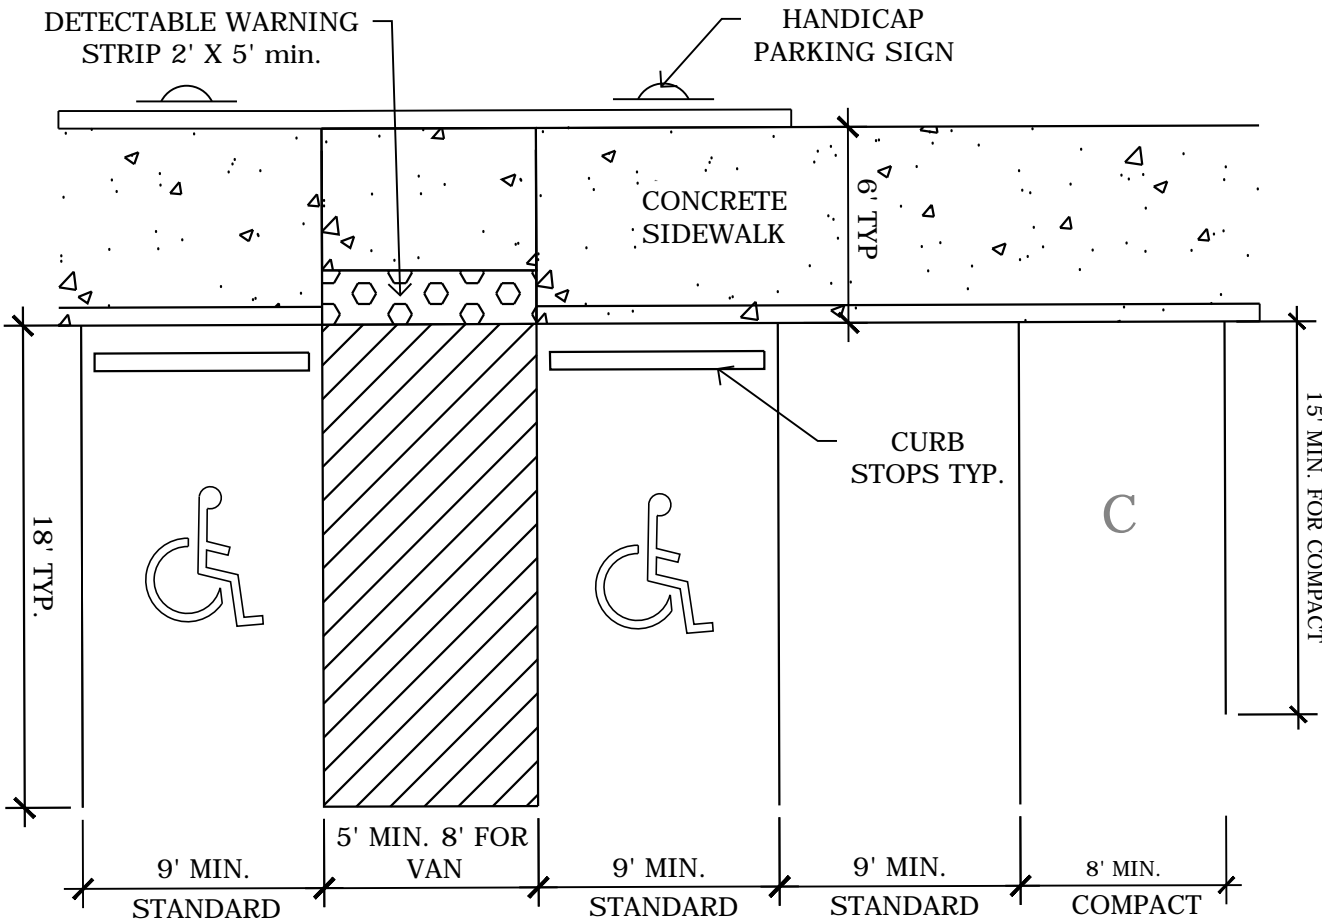 DETECTABLE WARNING
STRIP 2' X 5' min.
HANDICAP
PARKING SIGN
CONCRETE
SIDEWALK
6' TYP
CURB
STOPS TYP.
C
18' TYP.
15' MIN. FOR COMPACT
9' MIN.
STANDARD
5' MIN. 8' FOR
VAN
9' MIN.
STANDARD
9' MIN.
STANDARD
8' MIN.
COMPACT